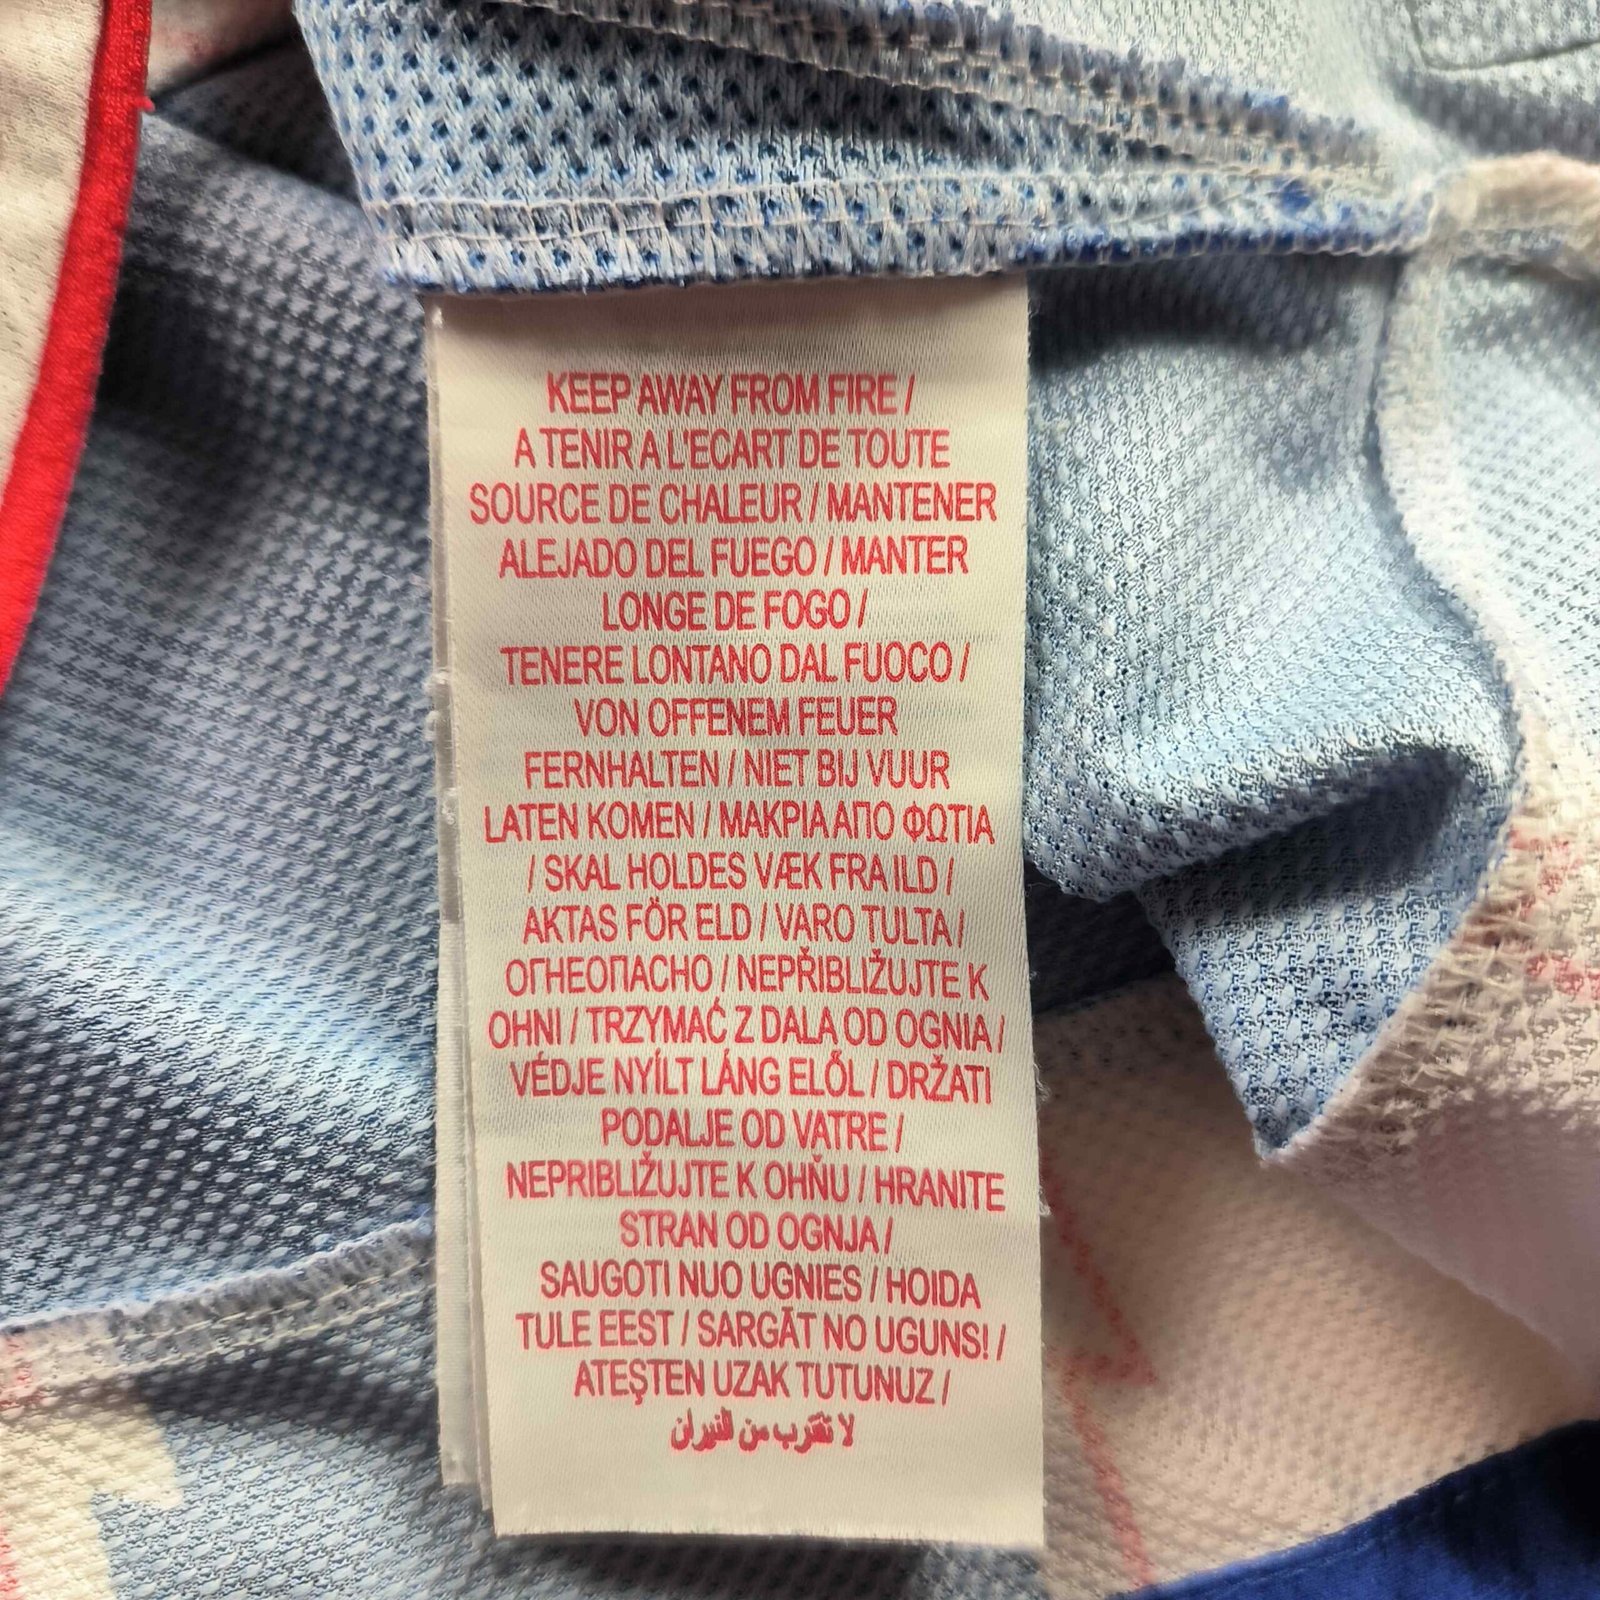 KEEP AWAY FROM FIRE /
A TENIR A L'ECART DE TOUTE
SOURCE DE CHALEUR / MANTENER
ALEJADO DEL FUEGO / MANTER
LONGE DE FOGO /
TENERE LONTANO DAL FUOCO /
VON OFFENEM FEUER
FERNHALTEN / NIET BIJ VUUR
LATEN KOMEN / ΜΑΚΡΙΑ ΑΠΟ ΦΩΤΙΑ
/ SKAL HOLDES VÆK FRA ILD /
AKTAS FÖR ELD / VARO TULTA /
ОГНЕОПАСНО / NEPŘIBLIŽUJTE K
OHNI / TRZYMAĆ Z DALA OD OGNIA /
VÉDJE NYÍLT LÁNG ELŐL / DRŽATI
PODALJE OD VATRE /
NEPRIBLIŽUJTE K OHŇU / HRANITE
STRAN OD OGNJA /
SAUGOTI NUO UGNIES / HOIDA
TULE EEST / SARGĀT NO UGUNS! /
ATEŞTEN UZAK TUTUNUZ /
لا تقترب من النيران